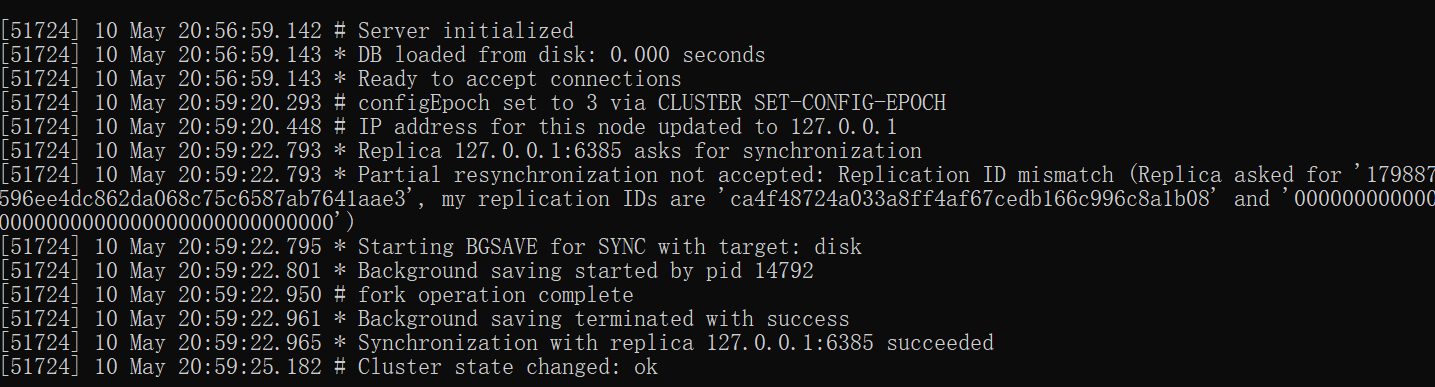 [51724] 10 May 20:56:59.142 # Server initialized
[51724] 10 May 20:56:59.143 * DB loaded from disk: 0.000 seconds
[51724] 10 May 20:56:59.143 * Ready to accept connections
[51724] 10 May 20:59:20.293 # configEpoch set to 3 via CLUSTER SET-CONFIG-EPOCH
[51724] 10 May 20:59:20.448 # IP address for this node updated to 127.0.0.1
[51724] 10 May 20:59:22.793 * Replica 127.0.0.1:6385 asks for synchronization
[51724] 10 May 20:59:22.793 * Partial resynchronization not accepted: Replication ID mismatch (Replica asked for '179887
596ee4dc862da068c75c6587ab7641aae3', my replication IDs are 'ca4f48724a033a8ff4af67cedb166c996c8a1b08' and '000000000000
0000000000000000000000000000')
[51724] 10 May 20:59:22.795 * Starting BGSAVE for SYNC with target: disk
[51724] 10 May 20:59:22.801 * Background saving started by pid 14792
[51724] 10 May 20:59:22.950 # fork operation complete
[51724] 10 May 20:59:22.961 * Background saving terminated with success
[51724] 10 May 20:59:22.965 * Synchronization with replica 127.0.0.1:6385 succeeded
[51724] 10 May 20:59:25.182 # Cluster state changed: ok